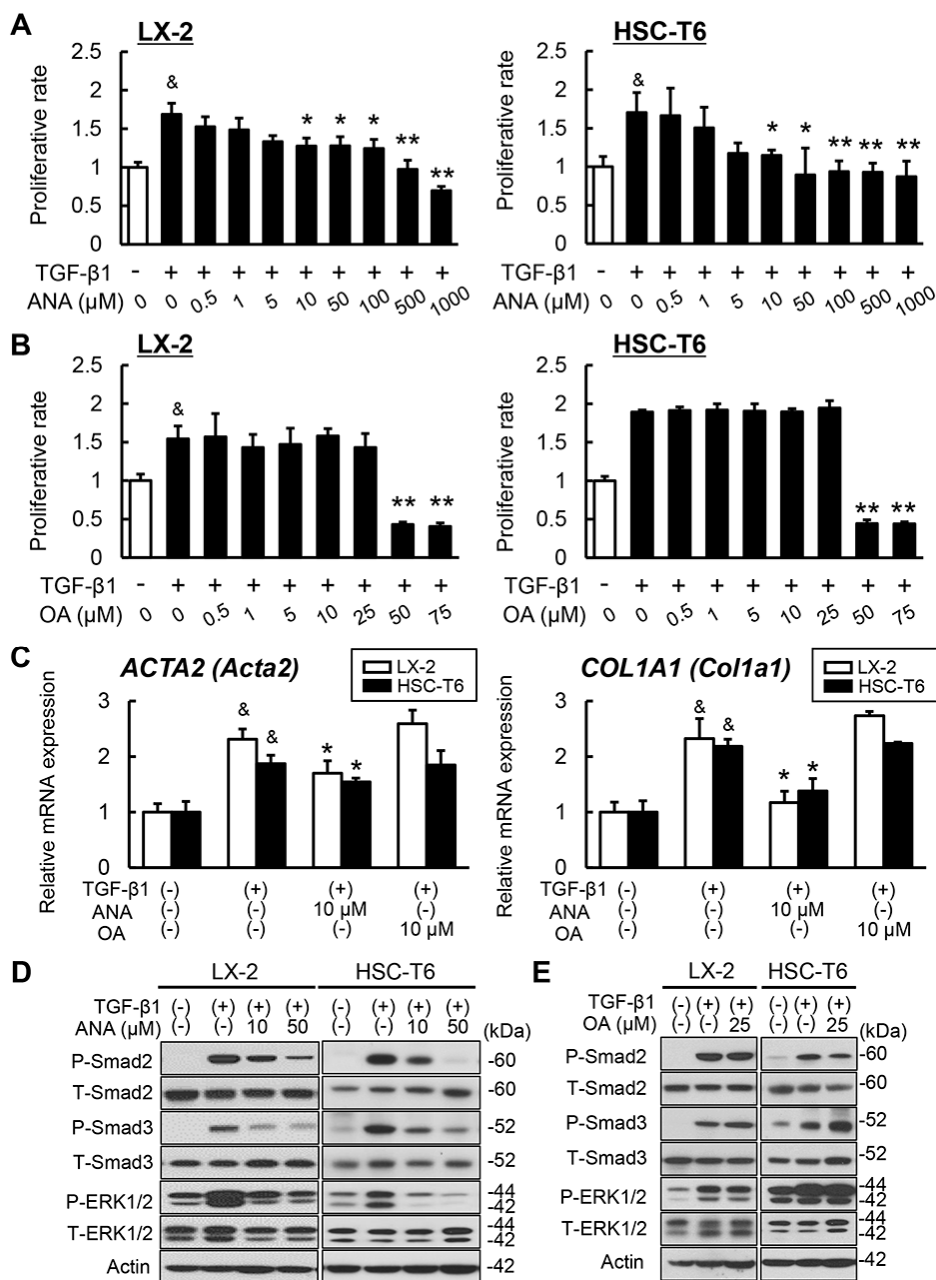 A
LX-2
HSC-T6
Proliferative rate
2.5
2
1.5
1
0.5
0
& * * * ** **
TGF-β1 - + + + + + + + + +
ANA (μM) 0 0 0.5 1 5 10 50 100 500 1000
Proliferative rate
2.5
2
1.5
1
0.5
0
& * * ** ** **
TGF-β1 - + + + + + + + + +
ANA (μM) 0 0 0.5 1 5 10 50 100 500 1000
B
LX-2
HSC-T6
Proliferative rate
2.5
2
1.5
1
0.5
0
& ** **
TGF-β1 - + + + + + + + +
OA (μM) 0 0 0.5 1 5 10 25 50 75
Proliferative rate
2.5
2
1.5
1
0.5
0
** **
TGF-β1 - + + + + + + + +
OA (μM) 0 0 0.5 1 5 10 25 50 75
C
ACTA2 (Acta2)
LX-2
HSC-T6
Relative mRNA expression
3
2
1
0
& & * *
TGF-β1 (-) (+) (+) (+)
ANA (-) (-) 10 μM (-)
OA (-) (-) (-) 10 μM
COL1A1 (Col1a1)
LX-2
HSC-T6
Relative mRNA expression
3
2
1
0
& & * *
TGF-β1 (-) (+) (+) (+)
ANA (-) (-) 10 μM (-)
OA (-) (-) (-) 10 μM
D
LX-2 HSC-T6
TGF-β1 (-) (+) (+) (+) (-) (+) (+) (+)
ANA (μM) (-) (-) 10 50 (-) (-) 10 50 (kDa)
P-Smad2 -60
T-Smad2 -60
P-Smad3 -52
T-Smad3 -52
P-ERK1/2 -44 -42
T-ERK1/2 -44 -42
Actin -42
E
LX-2 HSC-T6
TGF-β1 (-) (+) (+) (-) (+) (+)
OA (μM) (-) (-) 25 (-) (-) 25 (kDa)
P-Smad2 -60
T-Smad2 -60
P-Smad3 -52
T-Smad3 -52
P-ERK1/2 -44 -42
T-ERK1/2 -44 -42
Actin -42